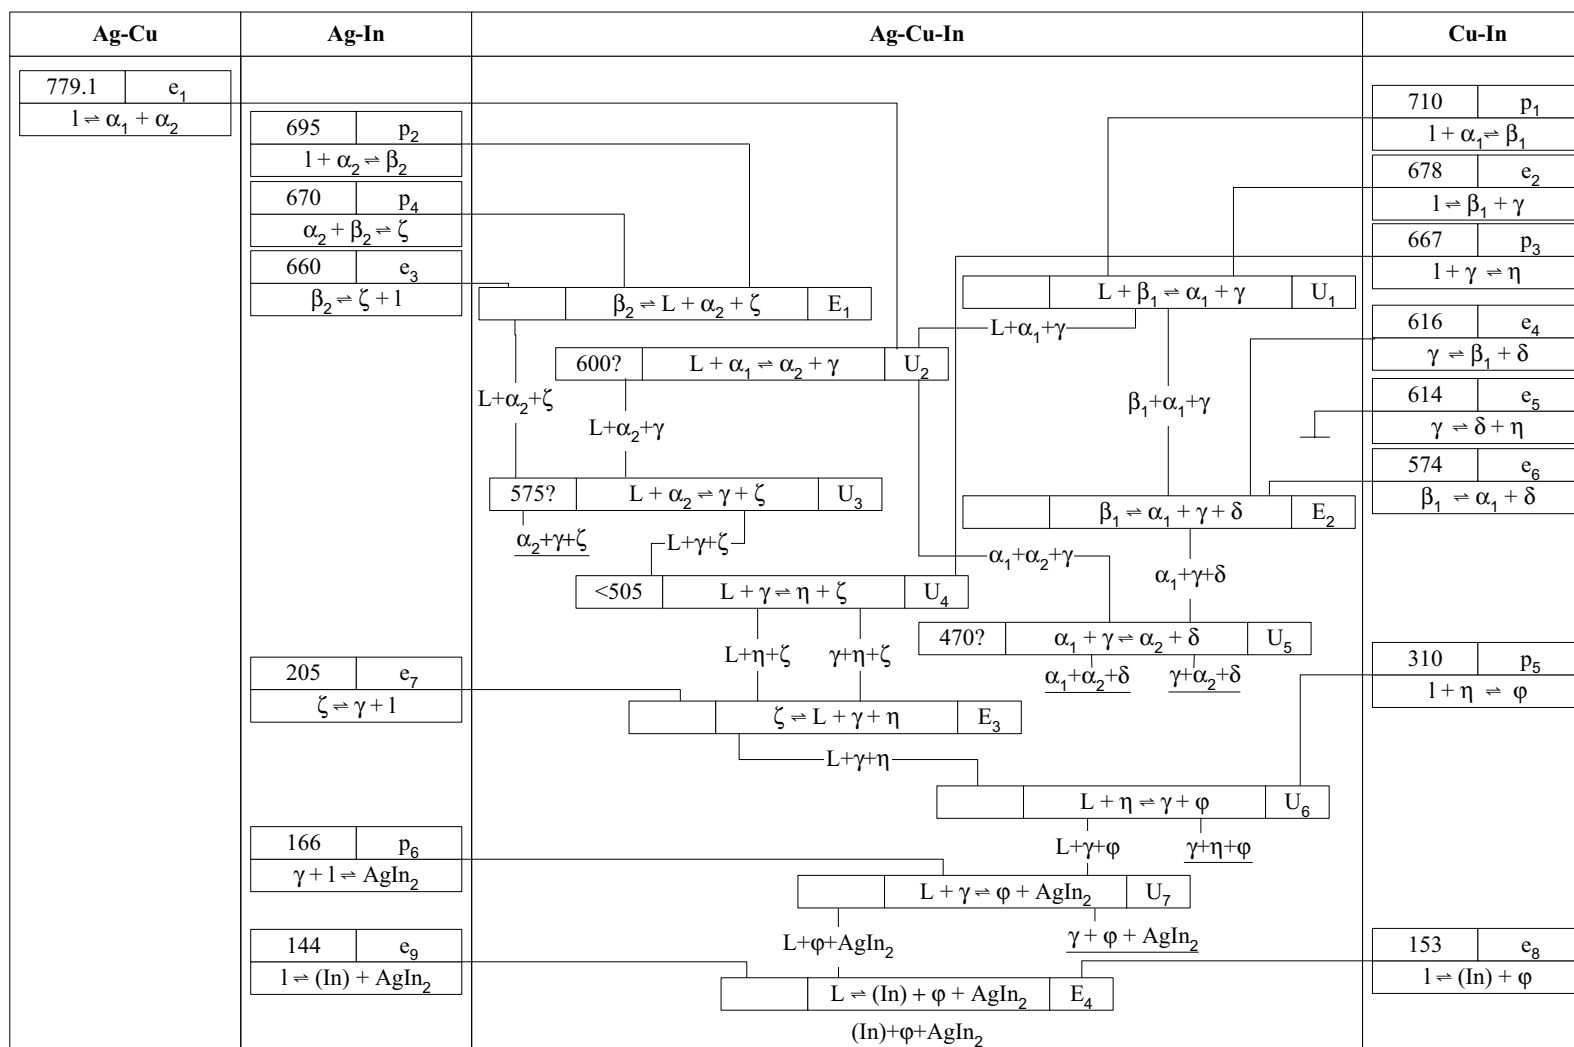 Ag-Cu Ag-In Ag-Cu-In Cu-In
779.1 e₁
l ⇌ α₁ + α₂
695 p₂
l + α₂ ⇌ β₂
670 p₄
α₂ + β₂ ⇌ ζ
660 e₃
β₂ ⇌ ζ + l
205 e₇
ζ ⇌ γ + l
166 p₆
γ + l ⇌ AgIn₂
144 e₉
l ⇌ (In) + AgIn₂
β₂ ⇌ L + α₂ + ζ E₁
L + β₁ ⇌ α₁ + γ U₁
L+α₁+γ
600? L + α₁ ⇌ α₂ + γ U₂
L+α₂+ζ
β₁+α₁+γ
L+α₂+γ
575? L + α₂ ⇌ γ + ζ U₃
β₁ ⇌ α₁ + γ + δ E₂
α₂+γ+ζ
L+γ+ζ
α₁+α₂+γ
α₁+γ+δ
<505 L + γ ⇌ η + ζ U₄
470? α₁ + γ ⇌ α₂ + δ U₅
L+η+ζ
γ+η+ζ
α₁+α₂+δ
γ+α₂+δ
ζ ⇌ L + γ + η E₃
L+γ+η
L + η ⇌ γ + φ U₆
L+γ+φ
γ+η+φ
L + γ ⇌ φ + AgIn₂ U₇
L+φ+AgIn₂
γ + φ + AgIn₂
L ⇌ (In) + φ + AgIn₂ E₄
(In)+φ+AgIn₂
710 p₁
l + α₁ ⇌ β₁
678 e₂
l ⇌ β₁ + γ
667 p₃
l + γ ⇌ η
616 e₄
γ ⇌ β₁ + δ
614 e₅
γ ⇌ δ + η
574 e₆
β₁ ⇌ α₁ + δ
310 p₅
l + η ⇌ φ
153 e₈
l ⇌ (In) + φ